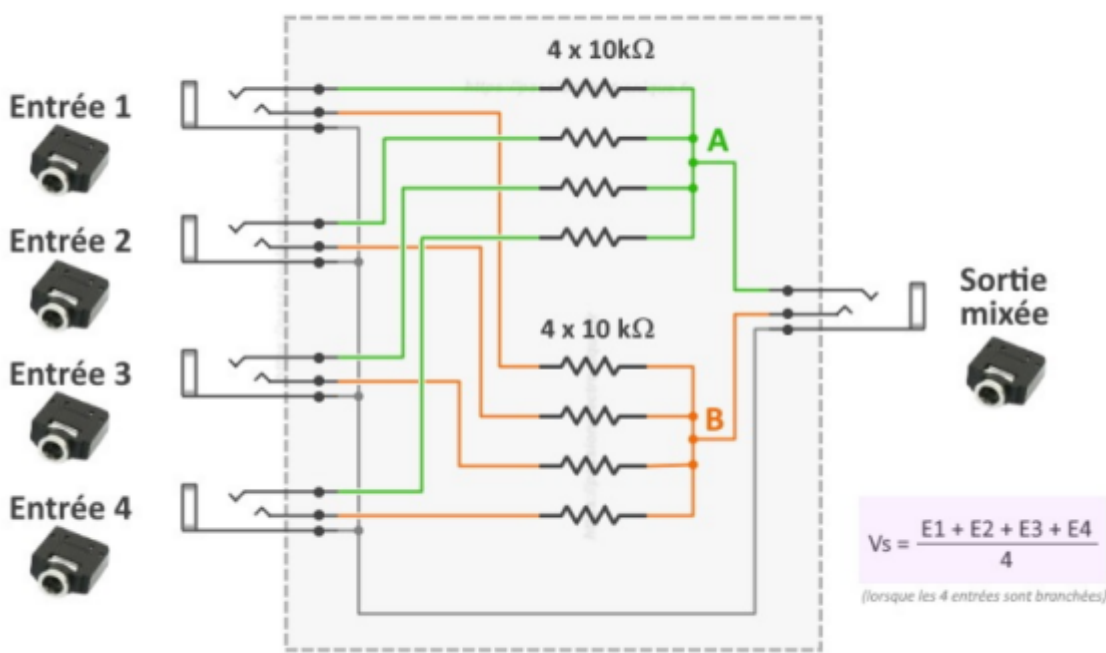 4 x 10kΩ
Entrée 1
A
Entrée 2
Sortie
mixée
4 x 10 kΩ
Entrée 3
B
Entrée 4
Vs = E1 + E2 + E3 + E4
4
(lorsque les 4 entrées sont branchées)